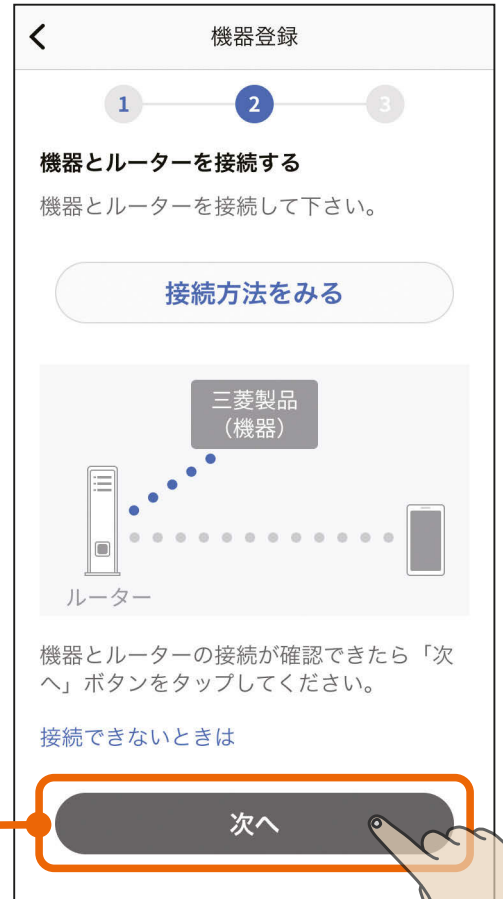 機器登録
1 2 3
機器とルーターを接続する
機器とルーターを接続して下さい。
接続方法をみる
三菱製品
（機器）
ルーター
機器とルーターの接続が確認できたら「次
へ」ボタンをタップしてください。
接続できないときは
次へ